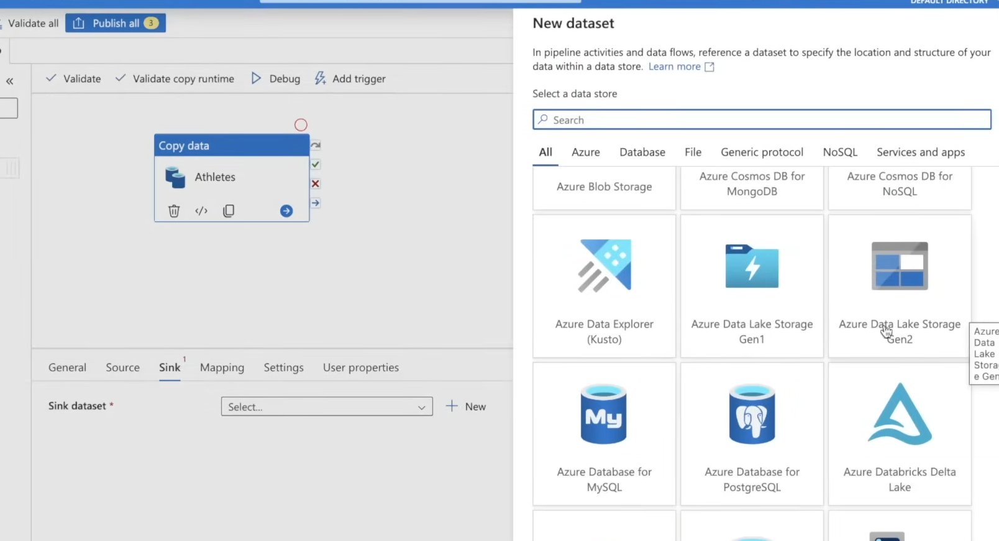 DEFAULT DIRECTORY
Validate all
Publish all 3
New dataset
In pipeline activities and data flows, reference a dataset to specify the location and structure of your
data within a data store. Learn more
Validate
Validate copy runtime
Debug
Add trigger
Select a data store
Search
All
Azure
Database
File
Generic protocol
NoSQL
Services and apps
Copy data
Athletes
Azure Blob Storage
Azure Cosmos DB for
MongoDB
Azure Cosmos DB for
NoSQL
Azure Data Explorer
(Kusto)
Azure Data Lake Storage
Gen1
Azure Data Lake Storage
Gen2
Azure
Data
Lake
Stora
e Gen
General
Source
Sink 1
Mapping
Settings
User properties
Sink dataset *
Select...
New
My
Azure Database for
MySQL
Azure Database for
PostgreSQL
Azure Databricks Delta
Lake